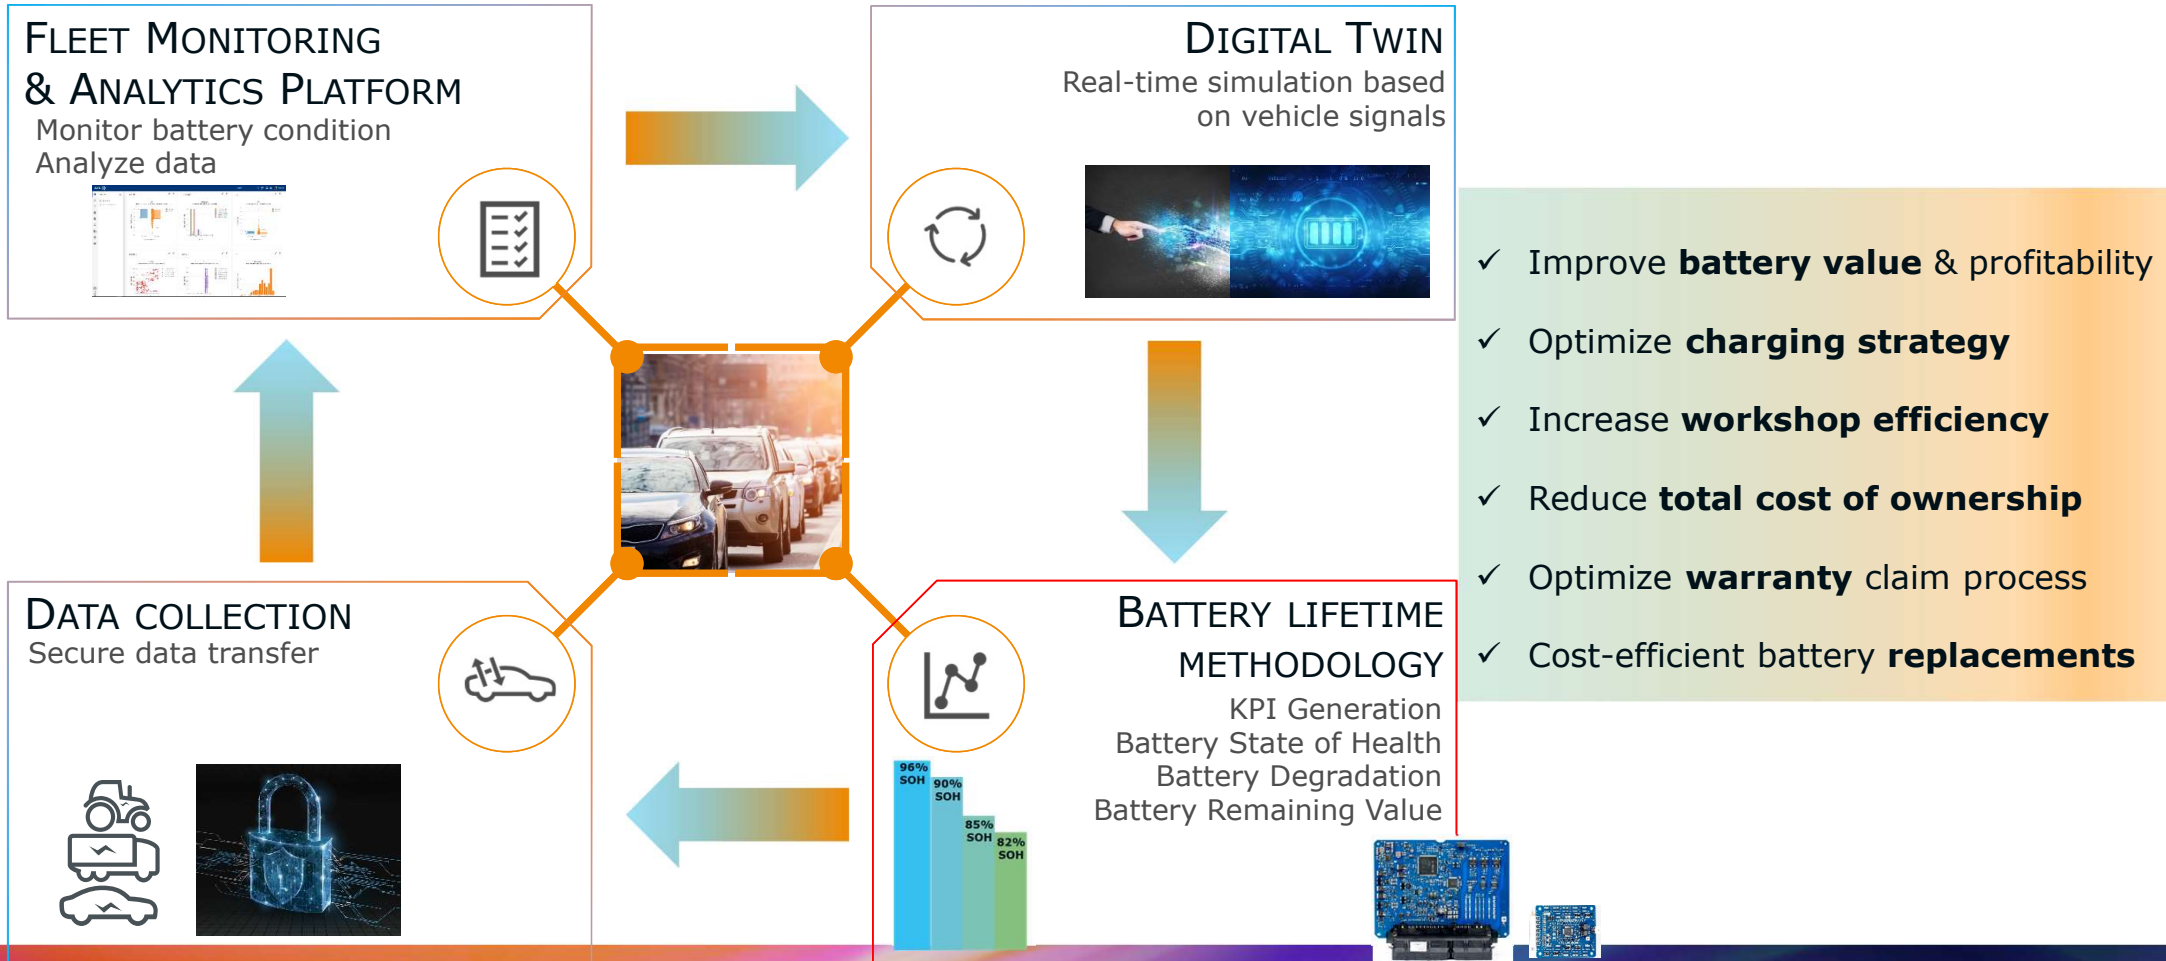 FLEET MONITORING
& ANALYTICS PLATFORM
Monitor battery condition
Analyze data
DIGITAL TWIN
Real-time simulation based
on vehicle signals
DATA COLLECTION
Secure data transfer
BATTERY LIFETIME
METHODOLOGY
KPI Generation
Battery State of Health
Battery Degradation
Battery Remaining Value
96%
SOH
90%
SOH
85%
SOH
82%
SOH
✓ Improve battery value & profitability
✓ Optimize charging strategy
✓ Increase workshop efficiency
✓ Reduce total cost of ownership
✓ Optimize warranty claim process
✓ Cost-efficient battery replacements